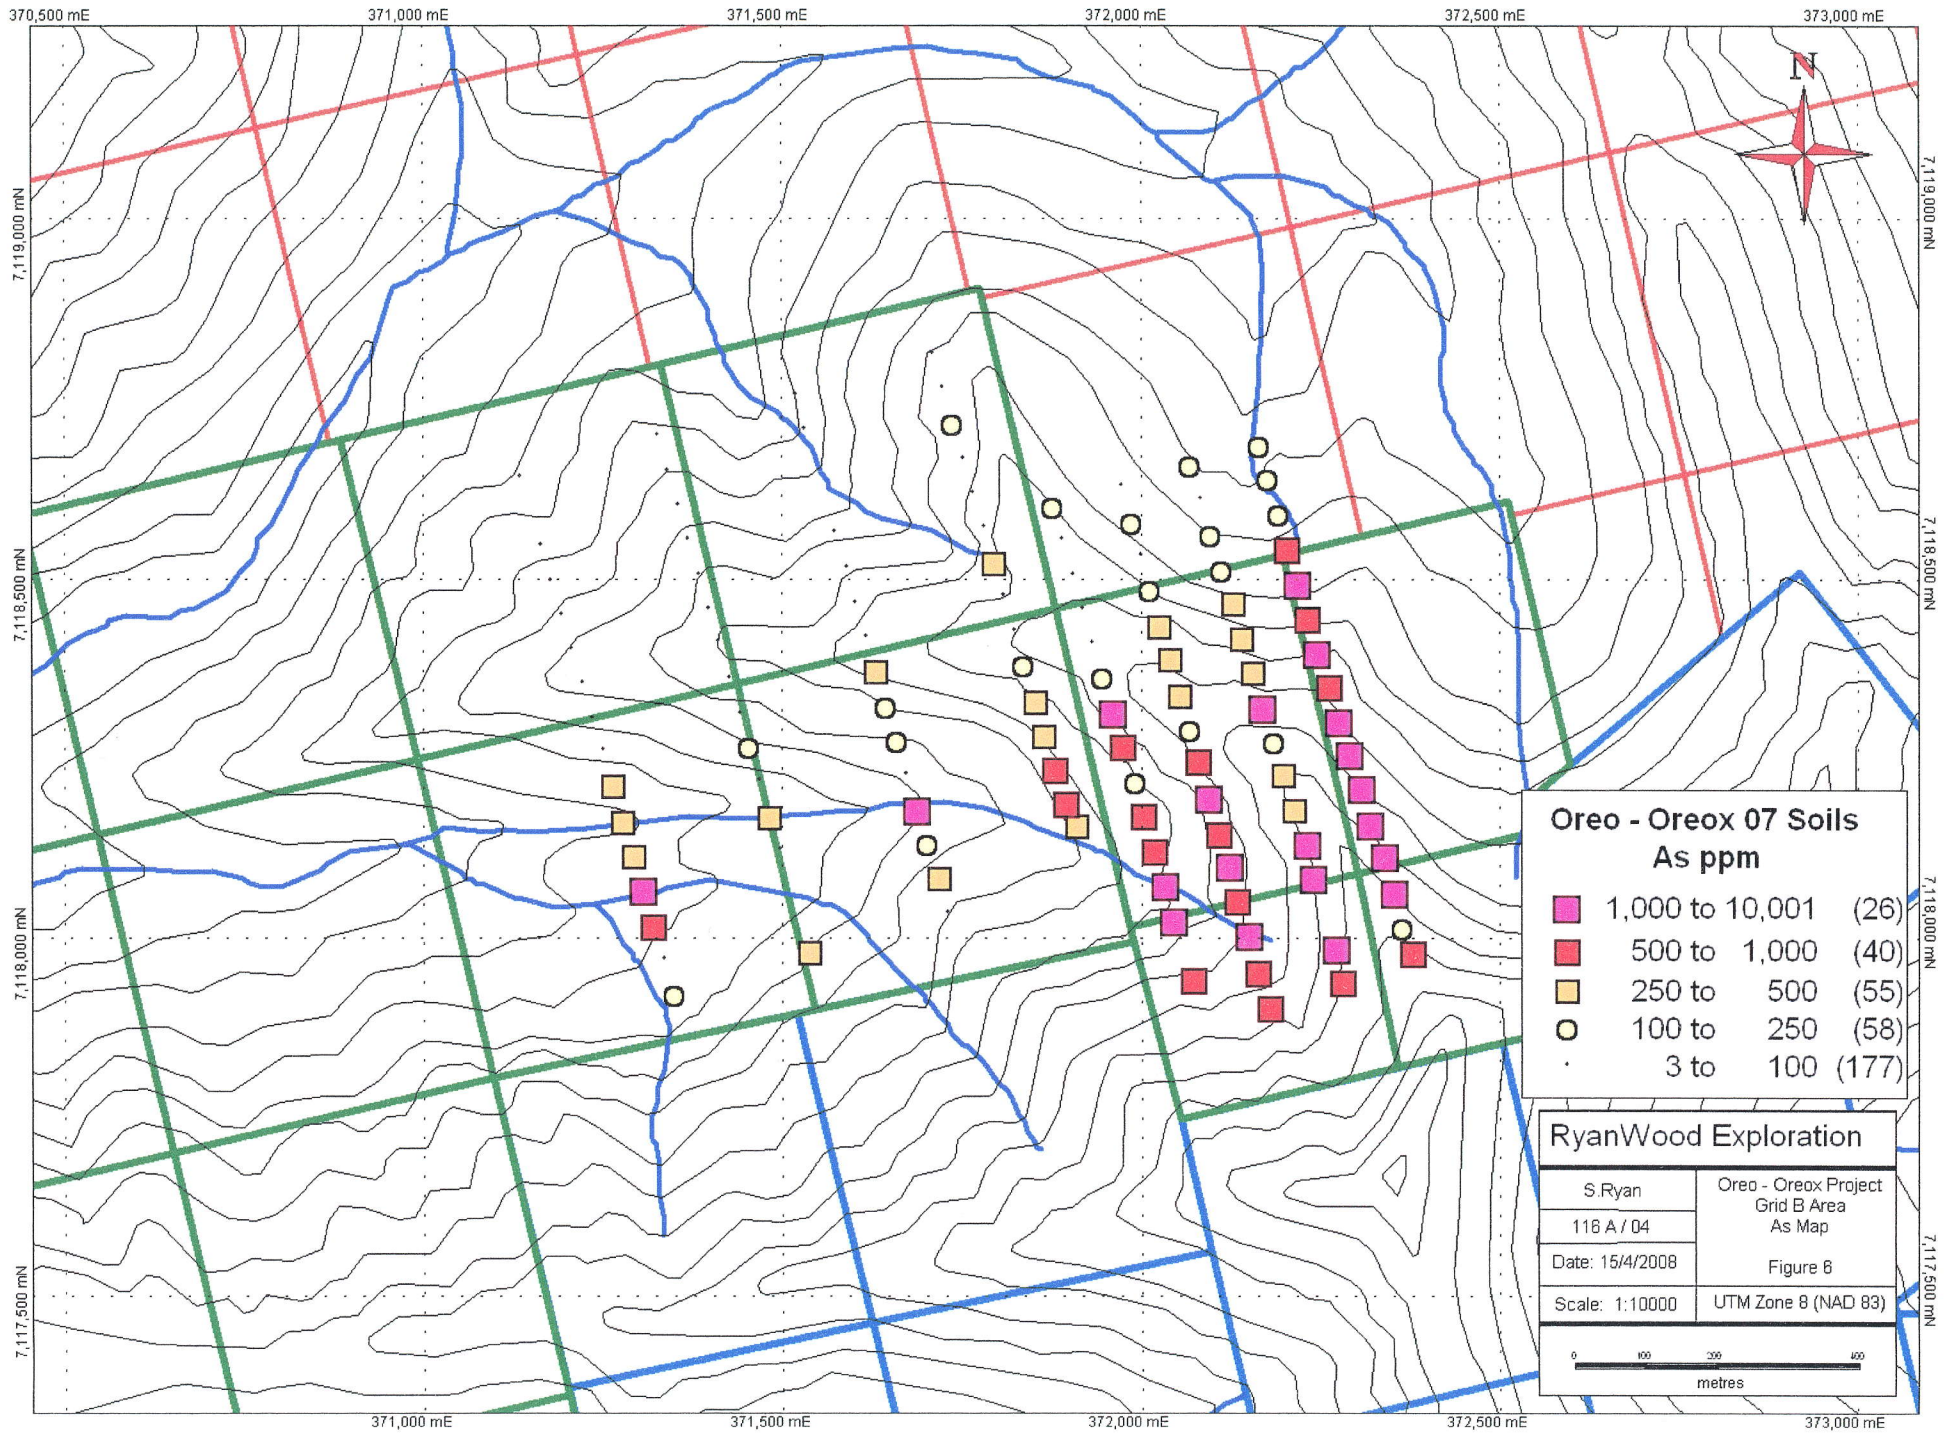 370,500 mE
371,000 mE
371,500 mE
372,000 mE
372,500 mE
373,000 mE
N
7,119,000 mN
7,119,000 mN
7,118,500 mN
7,118,500 mN
7,118,000 mN
7,118,000 mN
7,117,500 mN
7,117,500 mN
Oreo - Oreox 07 Soils
As ppm
1,000 to 10,001 (26)
500 to 1,000 (40)
250 to 500 (55)
100 to 250 (58)
3 to 100 (177)
RyanWood Exploration
S.Ryan
116 A / 04
Date: 15/4/2008
Scale: 1:10000
Oreo - Oreox Project
Grid B Area
As Map
Figure 6
UTM Zone 8 (NAD 83)
0 100 200 400
metres
371,000 mE
371,500 mE
372,000 mE
372,500 mE
373,000 mE